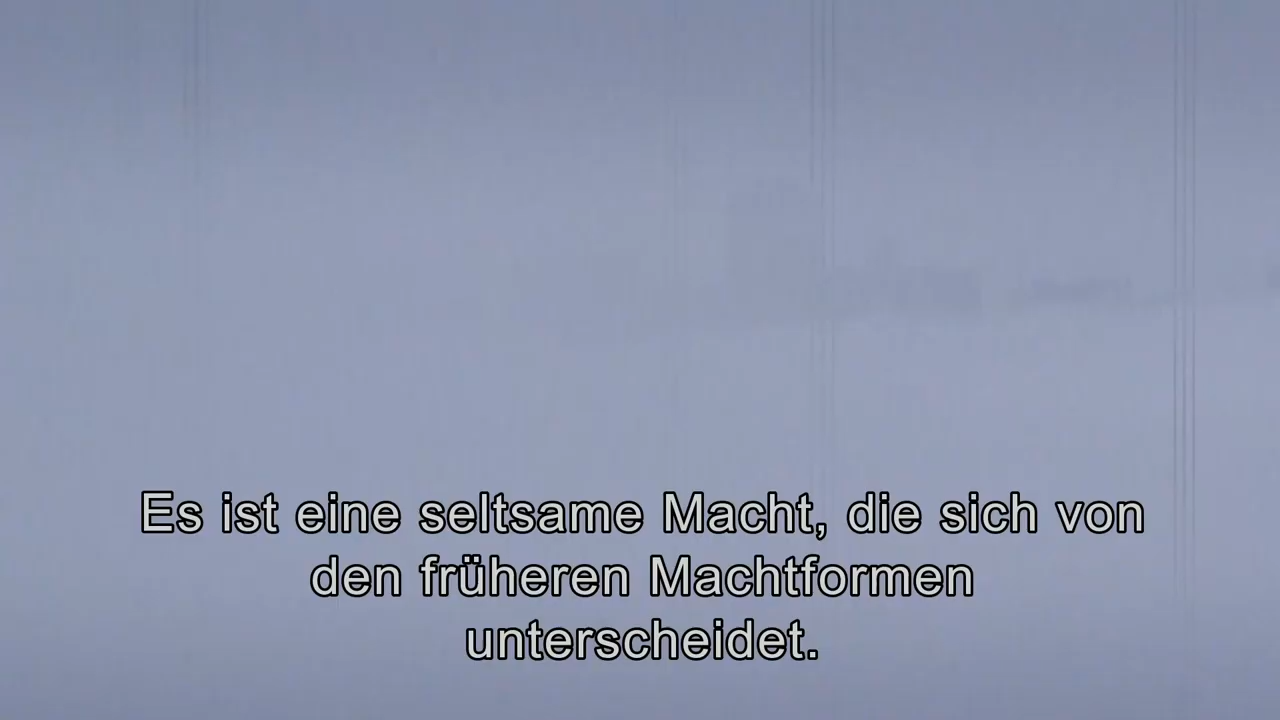 Es ist eine seltsame Macht, die sich von
den früheren Machtformen
unterscheidet.